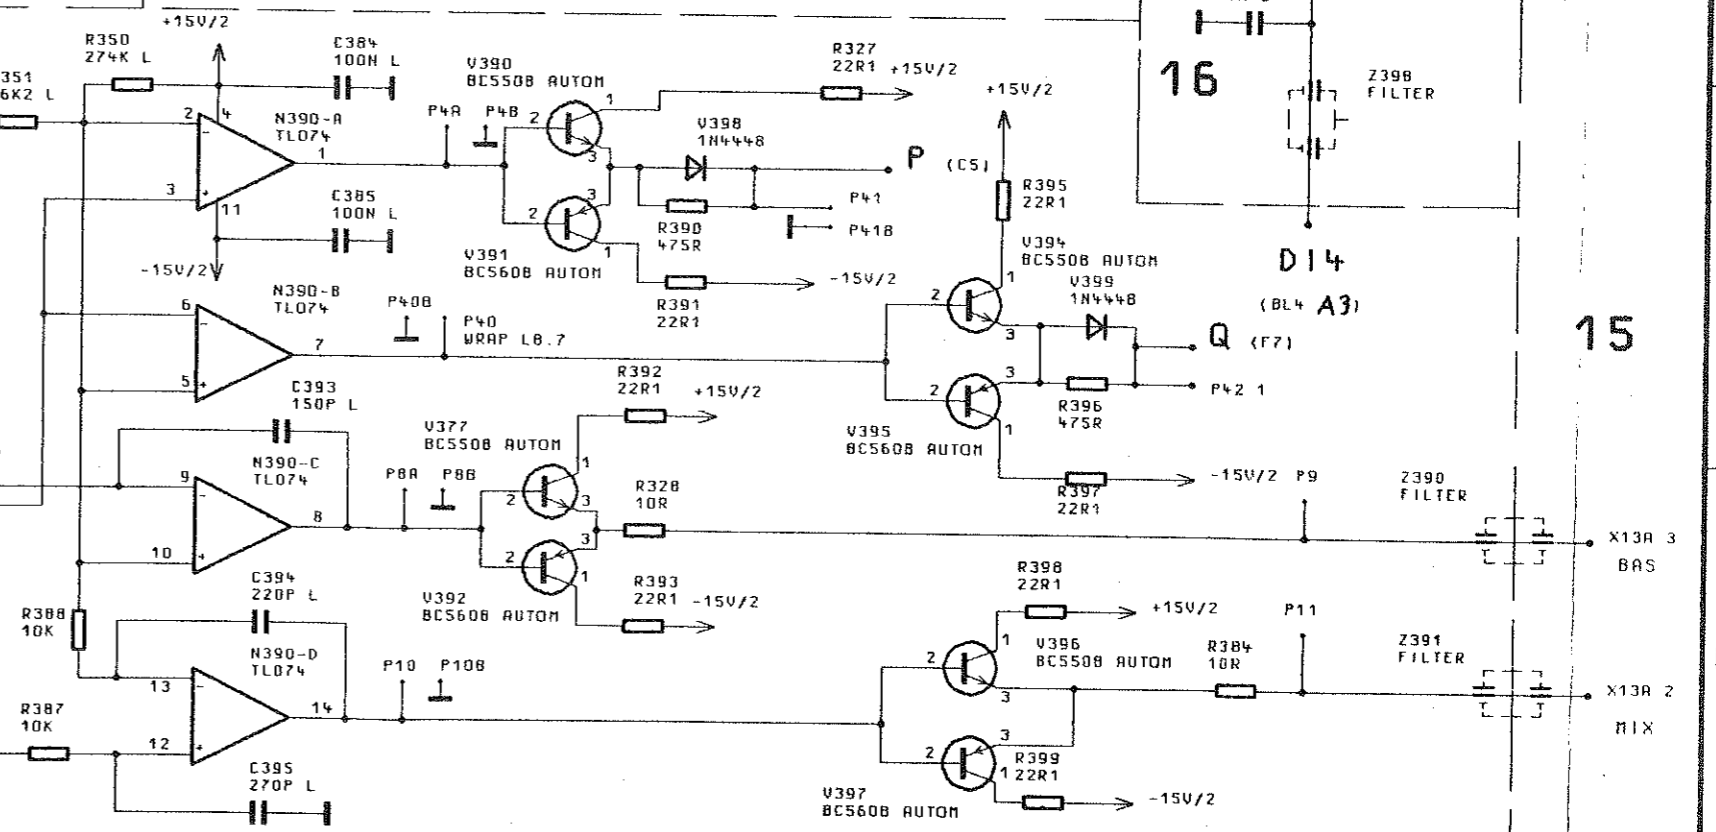 +15V/2
R350
274K L
C384
100N L
351
6K2 L
V390
BC550B AUTOM
R327
22R1 +15V/2
+15V/2
16
Z398
FILTER
2
4
N390-A
TL074
1
P4A P4B
2
1
3
V398
1N4448
P (C5)
3
11
C385
100N L
2
3
1
R390
475R
P41
P41B
R395
22R1
-15V/2
V391
BC560B AUTOM
-15V/2
R391
22R1
V394
BC550B AUTOM
V399
1N4448
D14
(BL4 A3)
6
N390-B
TL074
7
5
P40B
P40
WRAP L8.7
2
1
3
Q (F7)
15
C393
150P L
R392
22R1
+15V/2
2
3
1
R396
475R
P42 1
V377
BC550B AUTOM
V395
BC560B AUTOM
-15V/2 P9
R397
22R1
Z390
FILTER
9
N390-C
TL074
8
10
P8A P8B
2
1
3
R328
10R
X13A 3
BAS
2
3
1
C394
220P L
V392
BC560B AUTOM
R393
22R1 -15V/2
R398
22R1
+15V/2
P11
R388
10K
N390-D
TL074
13
14
12
P10 P10B
2
1
3
V396
BC550B AUTOM
R384
10R
Z391
FILTER
X13A 2
MIX
R387
10K
C395
270P L
2
3
1
R399
22R1
V397
BC560B AUTOM
-15V/2